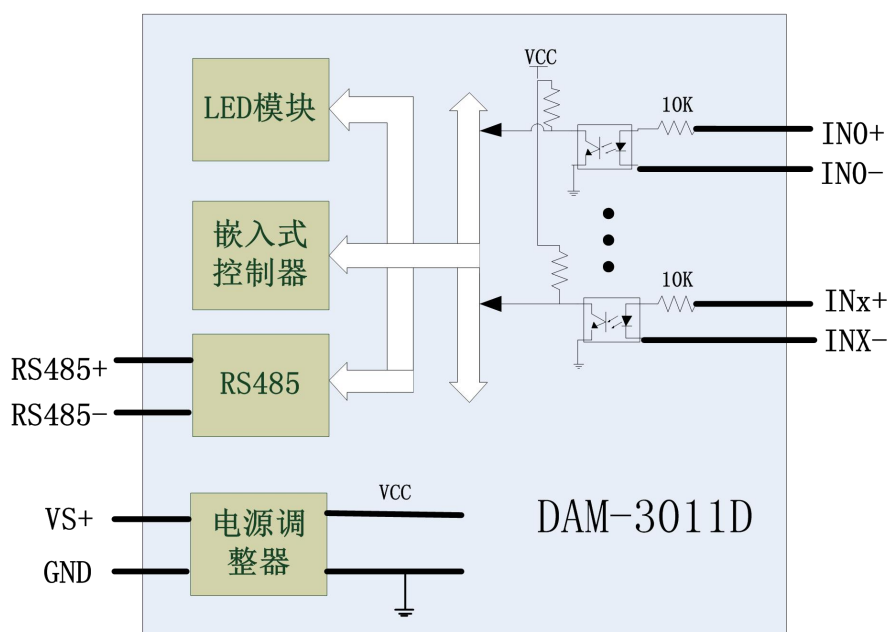 VCC
LED模块
10K
IN0+
IN0-
嵌入式
控制器
10K
INx+
INX-
RS485+
RS485
RS485-
VCC
DAM-3011D
VS+
电源调
整器
GND